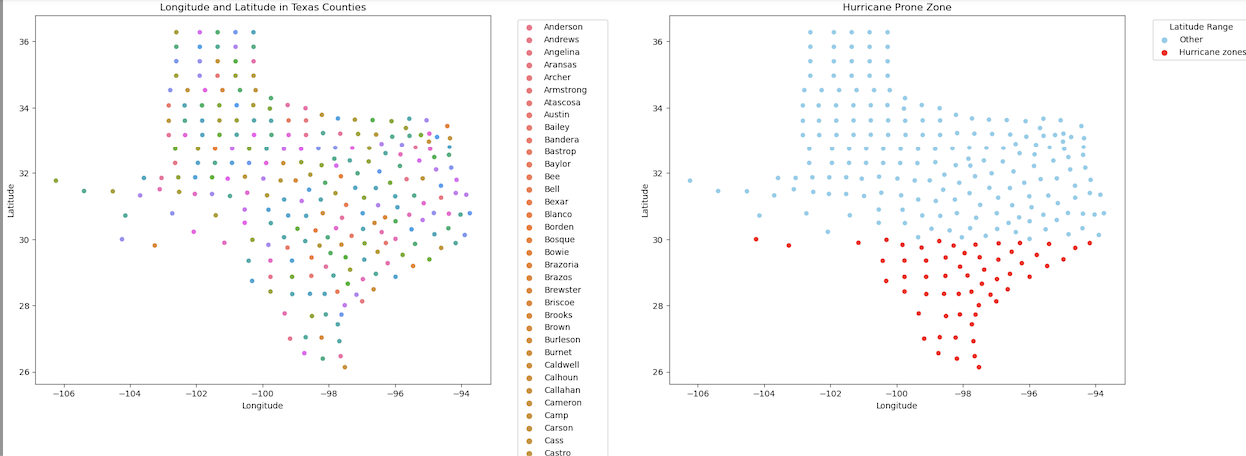 Longitude and Latitude in Texas Counties
36
34
32
30
28
26
Latitude
−106
−104
−102
−100
−98
−96
−94
Longitude
Anderson
Andrews
Angelina
Aransas
Archer
Armstrong
Atascosa
Austin
Bailey
Bandera
Bastrop
Baylor
Bee
Bell
Bexar
Blanco
Borden
Bosque
Bowie
Brazoria
Brazos
Brewster
Briscoe
Brooks
Brown
Burleson
Burnet
Caldwell
Calhoun
Callahan
Cameron
Camp
Carson
Cass
Castro
Hurricane Prone Zone
36
34
32
30
28
26
Latitude
−106
−104
−102
−100
−98
−96
−94
Longitude
Latitude Range
Other
Hurricane zones